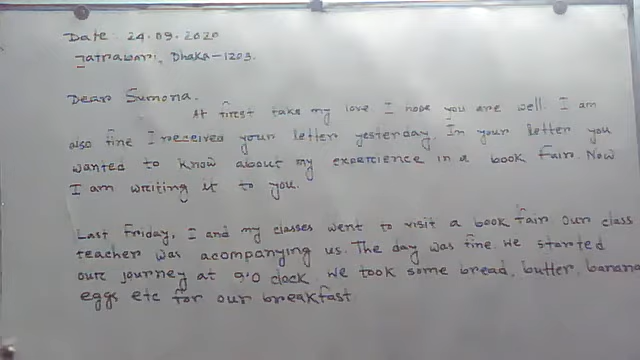 Date: 24.09.2020
Jatrabari, Dhaka-1203.
Dear Sumona.
At first take my love. I hope you are well. I am
also fine I received your letter yesterday. In your letter you
wanted to know about my experience in a book fair. Now
I am writing it to you.
Last Friday, I and my classes went to visit a book fair our class
teacher was acompanying us. The day was fine. We started
our journey at 9'0 clock. We took some bread, butter, banana
eggs etc for our breakfast